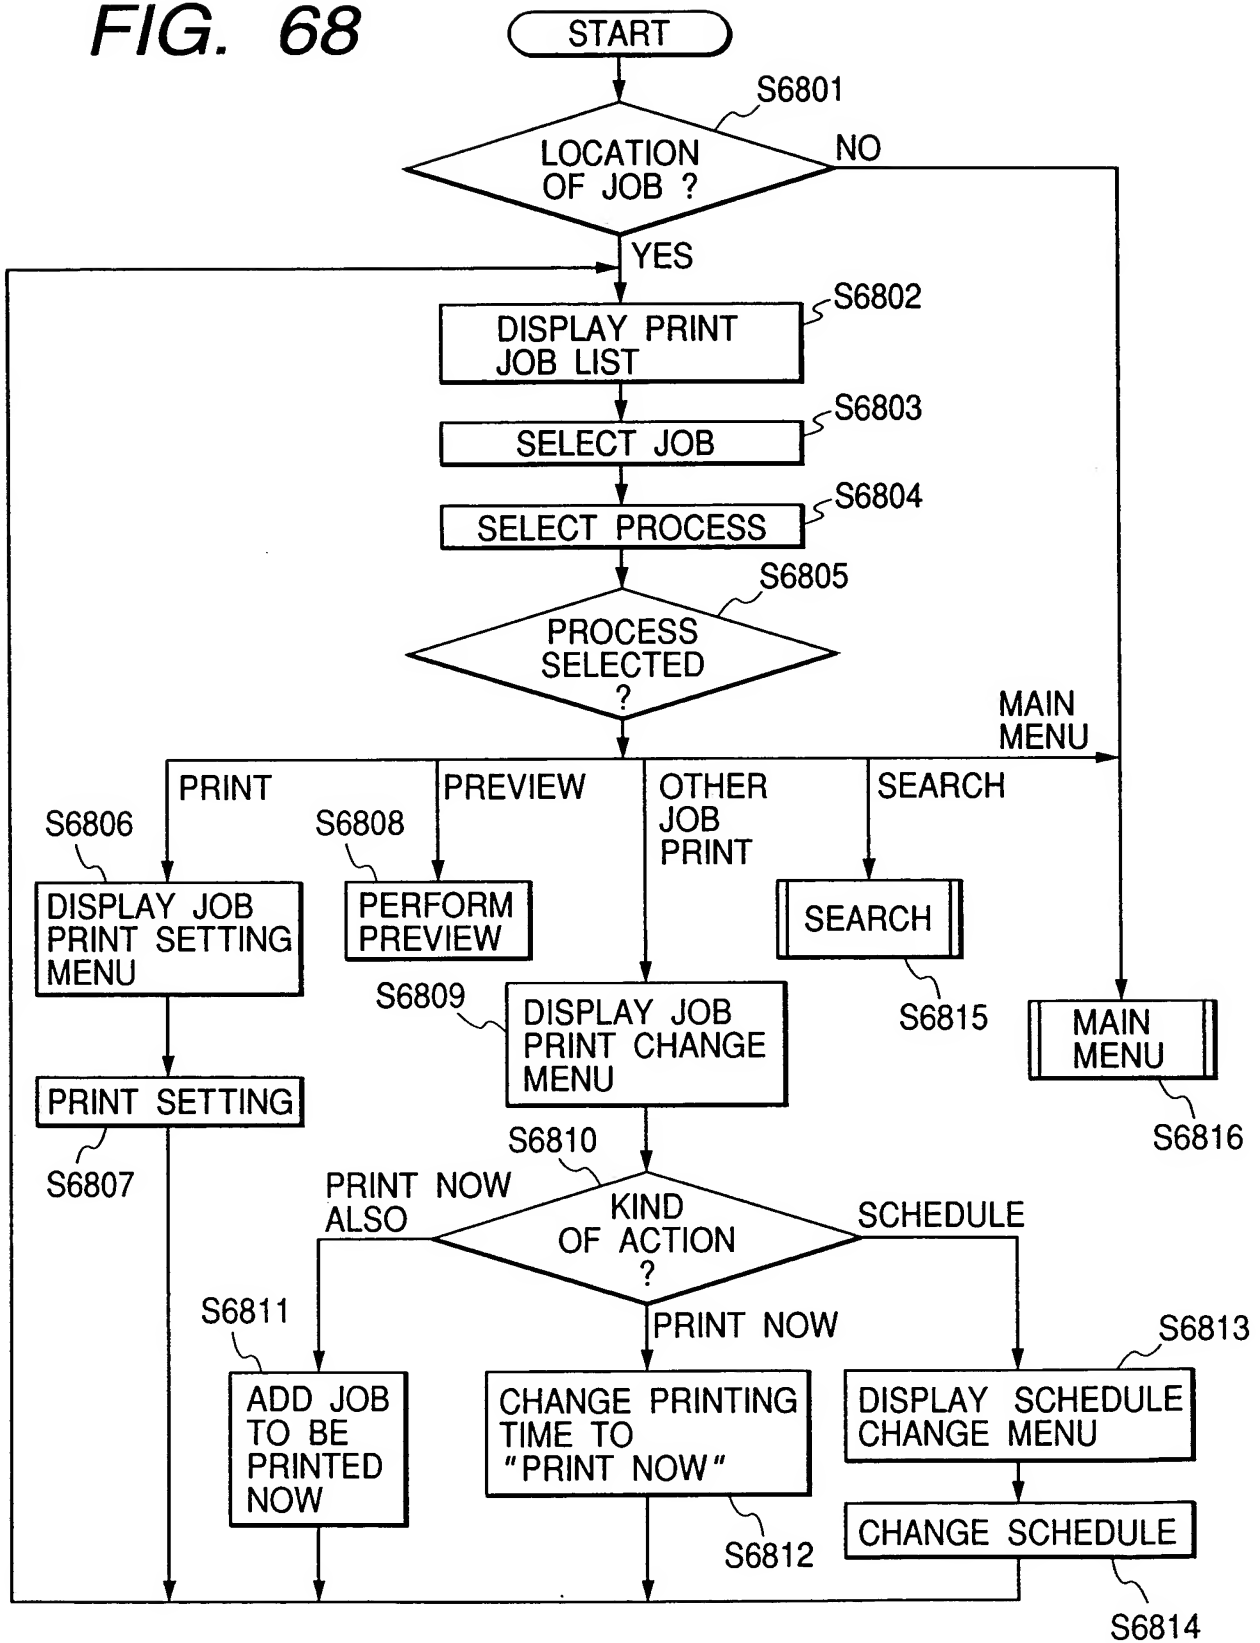 FIG. 68
START
S6801
LOCATION
OF JOB ?
NO
YES
S6802
DISPLAY PRINT
JOB LIST
S6803
SELECT JOB
S6804
SELECT PROCESS
S6805
PROCESS
SELECTED
?
MAIN
MENU
PRINT
PREVIEW
OTHER
JOB
PRINT
SEARCH
S6806
S6808
DISPLAY JOB
PRINT SETTING
MENU
PERFORM
PREVIEW
SEARCH
S6809
DISPLAY JOB
PRINT CHANGE
MENU
S6815
MAIN
MENU
PRINT SETTING
S6816
S6807
S6810
PRINT NOW
ALSO
KIND
OF ACTION
?
SCHEDULE
S6811
PRINT NOW
S6813
ADD JOB
TO BE
PRINTED
NOW
CHANGE PRINTING
TIME TO
"PRINT NOW"
DISPLAY SCHEDULE
CHANGE MENU
S6812
CHANGE SCHEDULE
S6814